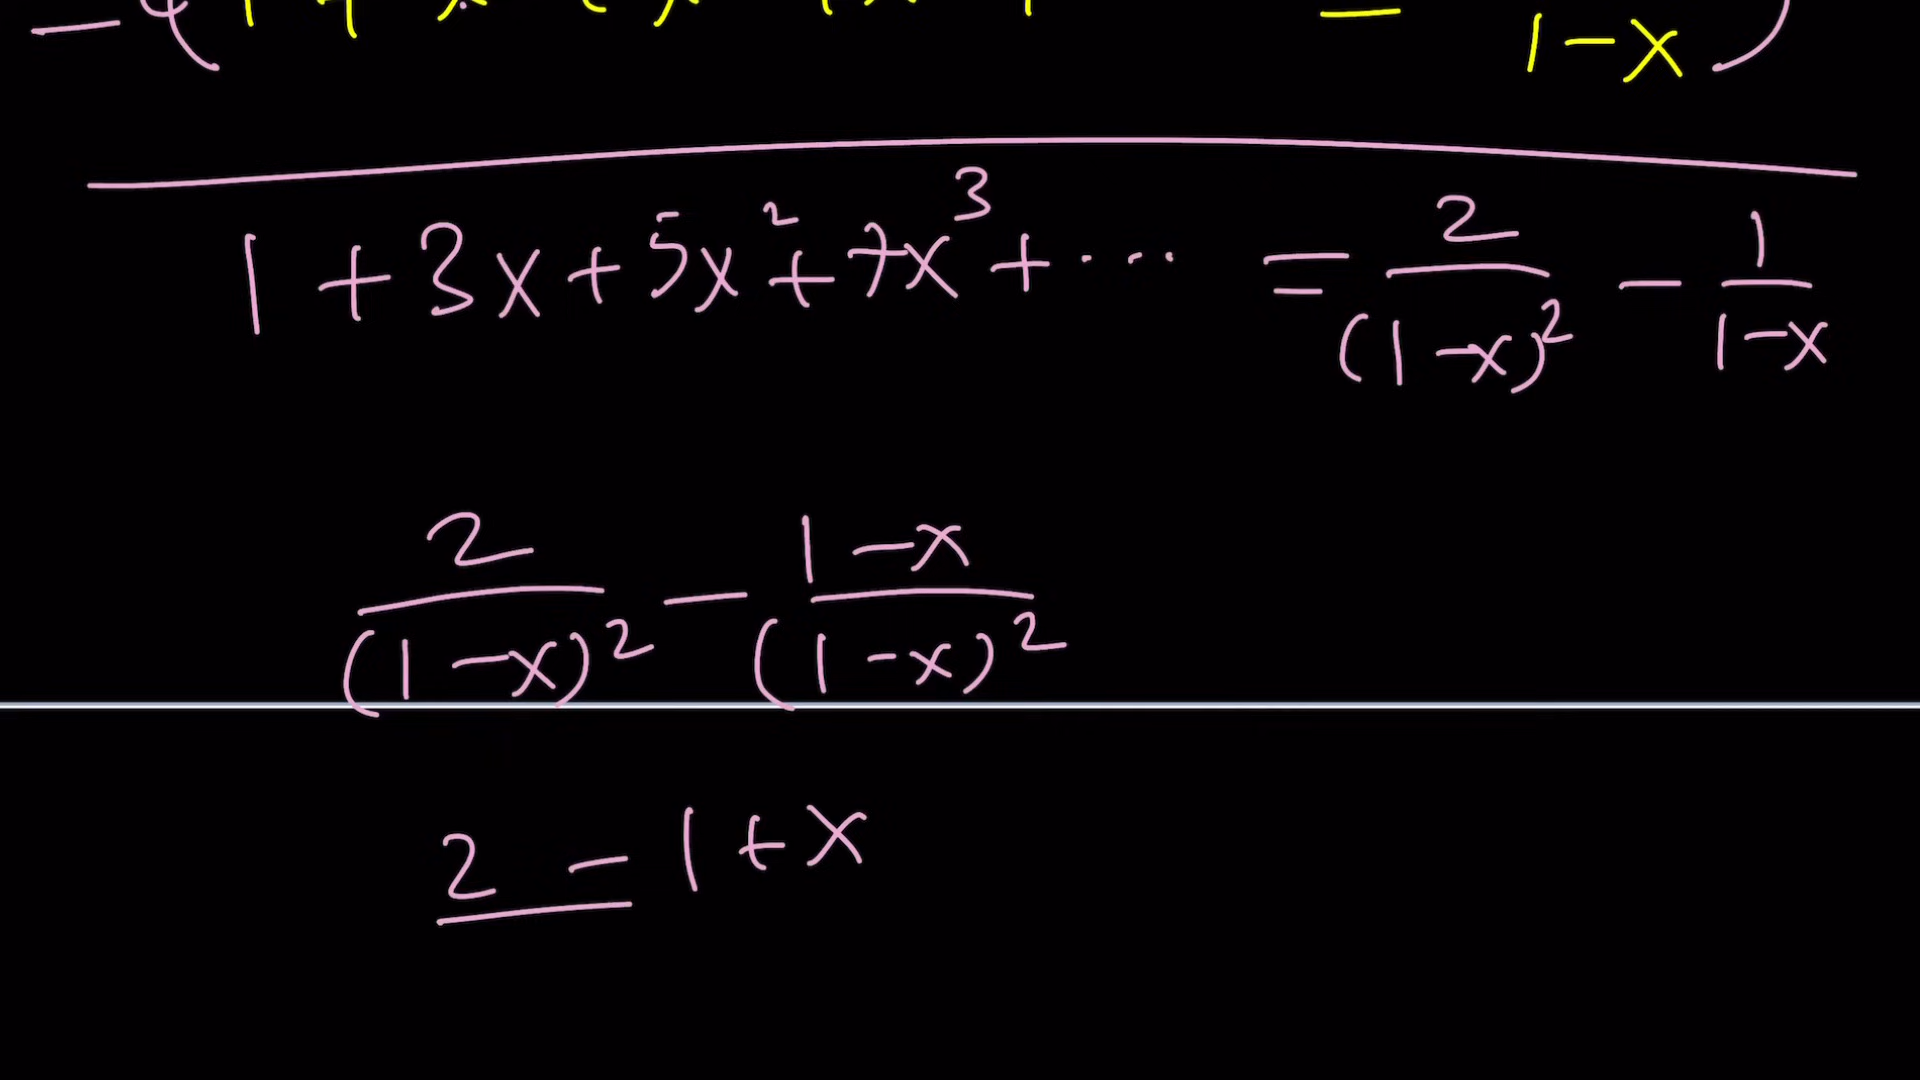 1 - x )
1 + 3x + 5x² + 7x³ + ... = 2/(1-x)² - 1/(1-x)
2/(1-x)² - (1-x)/(1-x)²
2 - 1 + x